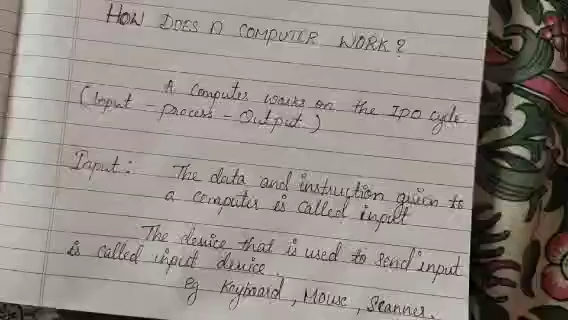 HOW DOES A COMPUTER WORK?
A computer works on the IPO cycle
(Input - process - Output)
Input: The data and instruction given to
a computer is called input
The device that is used to send input
is called input device.
eg Keyboard, Mouse, Scanner.